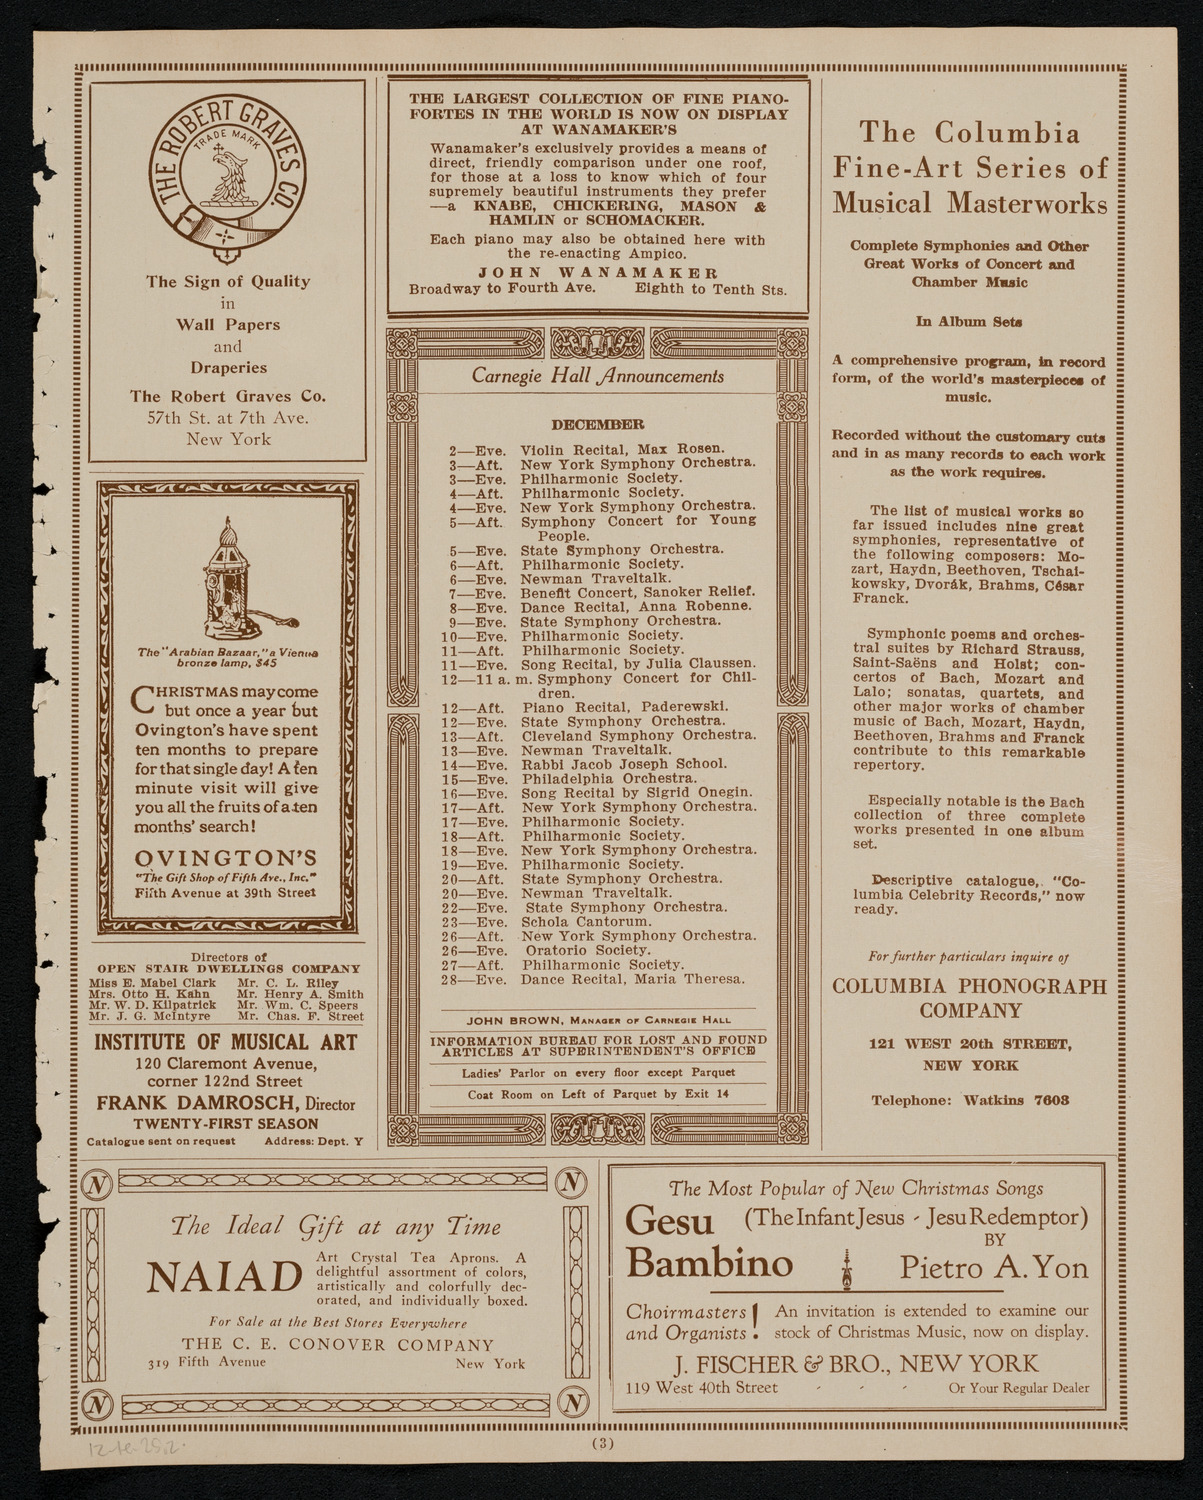 THE ROBERT GRAVES CO.
TRADE MARK
The Sign of Quality
in
Wall Papers
and
Draperies
The Robert Graves Co.
57th St. at 7th Ave.
New York
The "Arabian Bazaar," a Vienna
bronze lamp, $45
CHRISTMAS may come
but once a year but
Ovington's have spent
ten months to prepare
for that single day! A ten
minute visit will give
you all the fruits of a ten
months' search!
OVINGTON'S
"The Gift Shop of Fifth Ave., Inc."
Fifth Avenue at 39th Street
Directors of
OPEN STAIR DWELLINGS COMPANY
Miss E. Mabel Clark Mr. C. L. Riley
Mrs. Otto H. Kahn Mr. Henry A. Smith
Mr. W. D. Kilpatrick Mr. Wm. C. Speers
Mr. J. G. McIntyre Mr. Chas. F. Street
INSTITUTE OF MUSICAL ART
120 Claremont Avenue,
corner 122nd Street
FRANK DAMROSCH, Director
TWENTY-FIRST SEASON
Catalogue sent on request Address: Dept. Y
THE LARGEST COLLECTION OF FINE PIANO-
FORTES IN THE WORLD IS NOW ON DISPLAY
AT WANAMAKER'S
Wanamaker's exclusively provides a means of
direct, friendly comparison under one roof,
for those at a loss to know which of four
supremely beautiful instruments they prefer
—a KNABE, CHICKERING, MASON &
HAMLIN or SCHOMACKER.
Each piano may also be obtained here with
the re-enacting Ampico.
JOHN WANAMAKER
Broadway to Fourth Ave. Eighth to Tenth Sts.
Carnegie Hall Announcements
DECEMBER
2—Eve. Violin Recital, Max Rosen.
3—Aft. New York Symphony Orchestra.
3—Eve. Philharmonic Society.
4—Aft. Philharmonic Society.
4—Eve. New York Symphony Orchestra.
5—Aft. Symphony Concert for Young
People.
5—Eve. State Symphony Orchestra.
6—Aft. Philharmonic Society.
6—Eve. Newman Traveltalk.
7—Eve. Benefit Concert, Sanoker Relief.
8—Eve. Dance Recital, Anna Robenne.
9—Eve. State Symphony Orchestra.
10—Eve. Philharmonic Society.
11—Aft. Philharmonic Society.
11—Eve. Song Recital, by Julia Claussen.
12—11 a. m. Symphony Concert for Chil-
dren.
12—Aft. Piano Recital, Paderewski.
12—Eve. State Symphony Orchestra.
13—Aft. Cleveland Symphony Orchestra.
13—Eve. Newman Traveltalk.
14—Eve. Rabbi Jacob Joseph School.
15—Eve. Philadelphia Orchestra.
16—Eve. Song Recital by Sigrid Onegin.
17—Aft. New York Symphony Orchestra.
17—Eve. Philharmonic Society.
18—Aft. Philharmonic Society.
18—Eve. New York Symphony Orchestra.
19—Eve. Philharmonic Society.
20—Aft. State Symphony Orchestra.
20—Eve. Newman Traveltalk.
22—Eve. State Symphony Orchestra.
23—Eve. Schola Cantorum.
26—Aft. New York Symphony Orchestra.
26—Eve. Oratorio Society.
27—Aft. Philharmonic Society.
28—Eve. Dance Recital, Maria Theresa.
JOHN BROWN, MANAGER OF CARNEGIE HALL
INFORMATION BUREAU FOR LOST AND FOUND
ARTICLES AT SUPERINTENDENT'S OFFICE
Ladies' Parlor on every floor except Parquet
Coat Room on Left of Parquet by Exit 14
The Columbia
Fine-Art Series of
Musical Masterworks
Complete Symphonies and Other
Great Works of Concert and
Chamber Music
In Album Sets
A comprehensive program, in record
form, of the world's masterpieces of
music.
Recorded without the customary cuts
and in as many records to each work
as the work requires.
The list of musical works so
far issued includes nine great
symphonies, representative of
the following composers: Mo-
zart, Haydn, Beethoven, Tschai-
kowsky, Dvorák, Brahms, César
Franck.
Symphonic poems and orches-
tral suites by Richard Strauss,
Saint-Saëns and Holst; con-
certos of Bach, Mozart and
Lalo; sonatas, quartets, and
other major works of chamber
music of Bach, Mozart, Haydn,
Beethoven, Brahms and Franck
contribute to this remarkable
repertory.
Especially notable is the Bach
collection of three complete
works presented in one album
set.
Descriptive catalogue, "Co-
lumbia Celebrity Records," now
ready.
For further particulars inquire of
COLUMBIA PHONOGRAPH
COMPANY
121 WEST 20th STREET,
NEW YORK
Telephone: Watkins 7608
N N
The Ideal Gift at any Time
NAIAD
Art Crystal Tea Aprons. A
delightful assortment of colors,
artistically and colorfully dec-
orated, and individually boxed.
For Sale at the Best Stores Everywhere
THE C. E. CONOVER COMPANY
319 Fifth Avenue New York
N N
The Most Popular of New Christmas Songs
Gesu (The Infant Jesus - Jesu Redemptor)
BY
Bambino Pietro A. Yon
Choirmasters ! An invitation is extended to examine our
and Organists ! stock of Christmas Music, now on display.
J. FISCHER & BRO., NEW YORK
119 West 40th Street - - - Or Your Regular Dealer
(3)